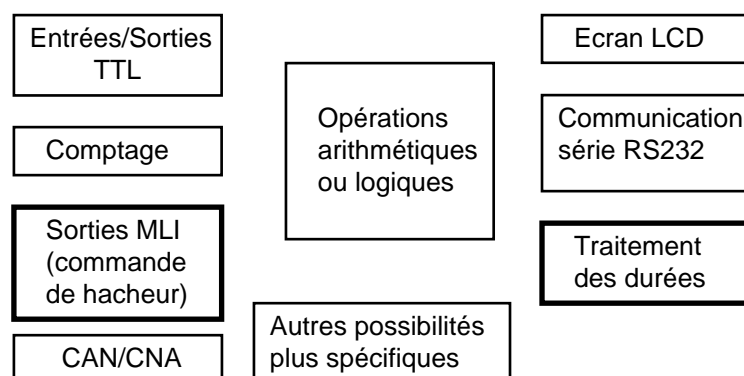 Entrées/Sorties
TTL
Comptage
Sorties MLI
(commande
de hacheur)
CAN/CNA
Opérations
arithmétiques
ou logiques
Autres possibilités
plus spécifiques
Ecran LCD
Communication
série RS232
Traitement
des durées